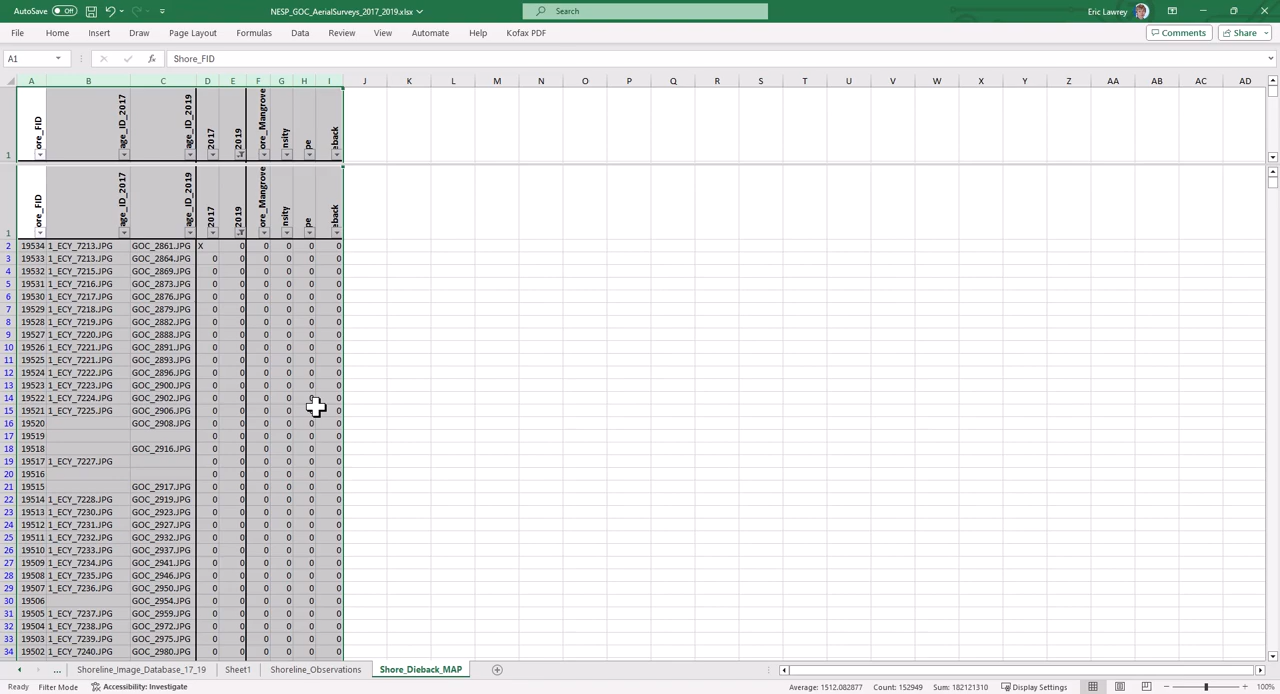 AutoSave Off NESP_GOC_AerialSurveys_2017_2019.xlsx Search Eric Lawrey
File Home Insert Draw Page Layout Formulas Data Review View Automate Help Kofax PDF Comments Share
A1 fx Shore_FID
A B C D E F G H I J K L M N O P Q R S T U V W X Y Z AA AB AC AD
1 ore_FID age_ID_2017 age_ID_2019 2017 2019 ore_Mangrove nsity pe eback
1 ore_FID age_ID_2017 age_ID_2019 2017 2019 ore_Mangrove nsity pe eback
2 19534 1_ECY_7213.JPG GOC_2861.JPG X 0 0 0 0 0
3 19533 1_ECY_7213.JPG GOC_2864.JPG 0 0 0 0 0 0
4 19532 1_ECY_7215.JPG GOC_2869.JPG 0 0 0 0 0 0
5 19531 1_ECY_7216.JPG GOC_2873.JPG 0 0 0 0 0 0
6 19530 1_ECY_7217.JPG GOC_2876.JPG 0 0 0 0 0 0
7 19529 1_ECY_7218.JPG GOC_2879.JPG 0 0 0 0 0 0
8 19528 1_ECY_7219.JPG GOC_2882.JPG 0 0 0 0 0 0
9 19527 1_ECY_7220.JPG GOC_2888.JPG 0 0 0 0 0 0
10 19526 1_ECY_7221.JPG GOC_2891.JPG 0 0 0 0 0 0
11 19525 1_ECY_7221.JPG GOC_2893.JPG 0 0 0 0 0 0
12 19524 1_ECY_7222.JPG GOC_2896.JPG 0 0 0 0 0 0
13 19523 1_ECY_7223.JPG GOC_2900.JPG 0 0 0 0 0 0
14 19522 1_ECY_7224.JPG GOC_2902.JPG 0 0 0 0 0 0
15 19521 1_ECY_7225.JPG GOC_2906.JPG 0 0 0 0 0 0
16 19520 GOC_2908.JPG 0 0 0 0 0 0
17 19519 0 0 0 0 0 0
18 19518 GOC_2916.JPG 0 0 0 0 0 0
19 19517 1_ECY_7227.JPG 0 0 0 0 0 0
20 19516 0 0 0 0 0 0
21 19515 GOC_2917.JPG 0 0 0 0 0 0
22 19514 1_ECY_7228.JPG GOC_2919.JPG 0 0 0 0 0 0
23 19513 1_ECY_7230.JPG GOC_2923.JPG 0 0 0 0 0 0
24 19512 1_ECY_7231.JPG GOC_2927.JPG 0 0 0 0 0 0
25 19511 1_ECY_7232.JPG GOC_2932.JPG 0 0 0 0 0 0
26 19510 1_ECY_7233.JPG GOC_2937.JPG 0 0 0 0 0 0
27 19509 1_ECY_7234.JPG GOC_2941.JPG 0 0 0 0 0 0
28 19508 1_ECY_7235.JPG GOC_2946.JPG 0 0 0 0 0 0
29 19507 1_ECY_7236.JPG GOC_2950.JPG 0 0 0 0 0 0
30 19506 GOC_2954.JPG 0 0 0 0 0 0
31 19505 1_ECY_7237.JPG GOC_2959.JPG 0 0 0 0 0 0
32 19504 1_ECY_7238.JPG GOC_2972.JPG 0 0 0 0 0 0
33 19503 1_ECY_7239.JPG GOC_2975.JPG 0 0 0 0 0 0
34 19502 1_ECY_7240.JPG GOC_2980.JPG 0 0 0 0 0 0
... Shoreline_Image_Database_17_19 Sheet1 Shoreline_Observations Shore_Dieback_MAP
Ready Filter Mode Accessibility: Investigate Average: 1512.082877 Count: 152949 Sum: 182121310 Display Settings 100%